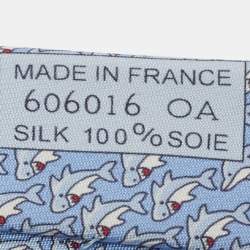 MADE IN FRANCE
606016 OA
SILK 100% SOIE